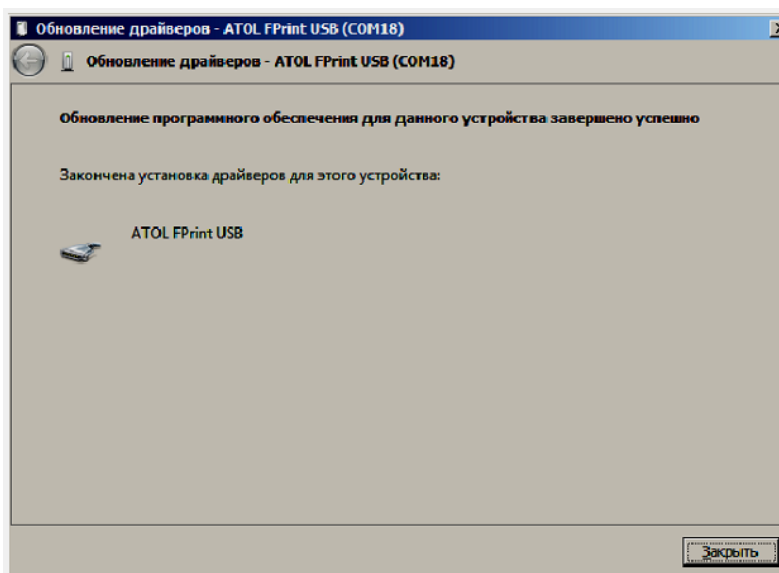 Обновление драйверов - ATOL FPrint USB (COM18)
Обновление драйверов - ATOL FPrint USB (COM18)
Обновление программного обеспечения для данного устройства завершено успешно
Закончена установка драйверов для этого устройства:
ATOL FPrint USB
Закрыть